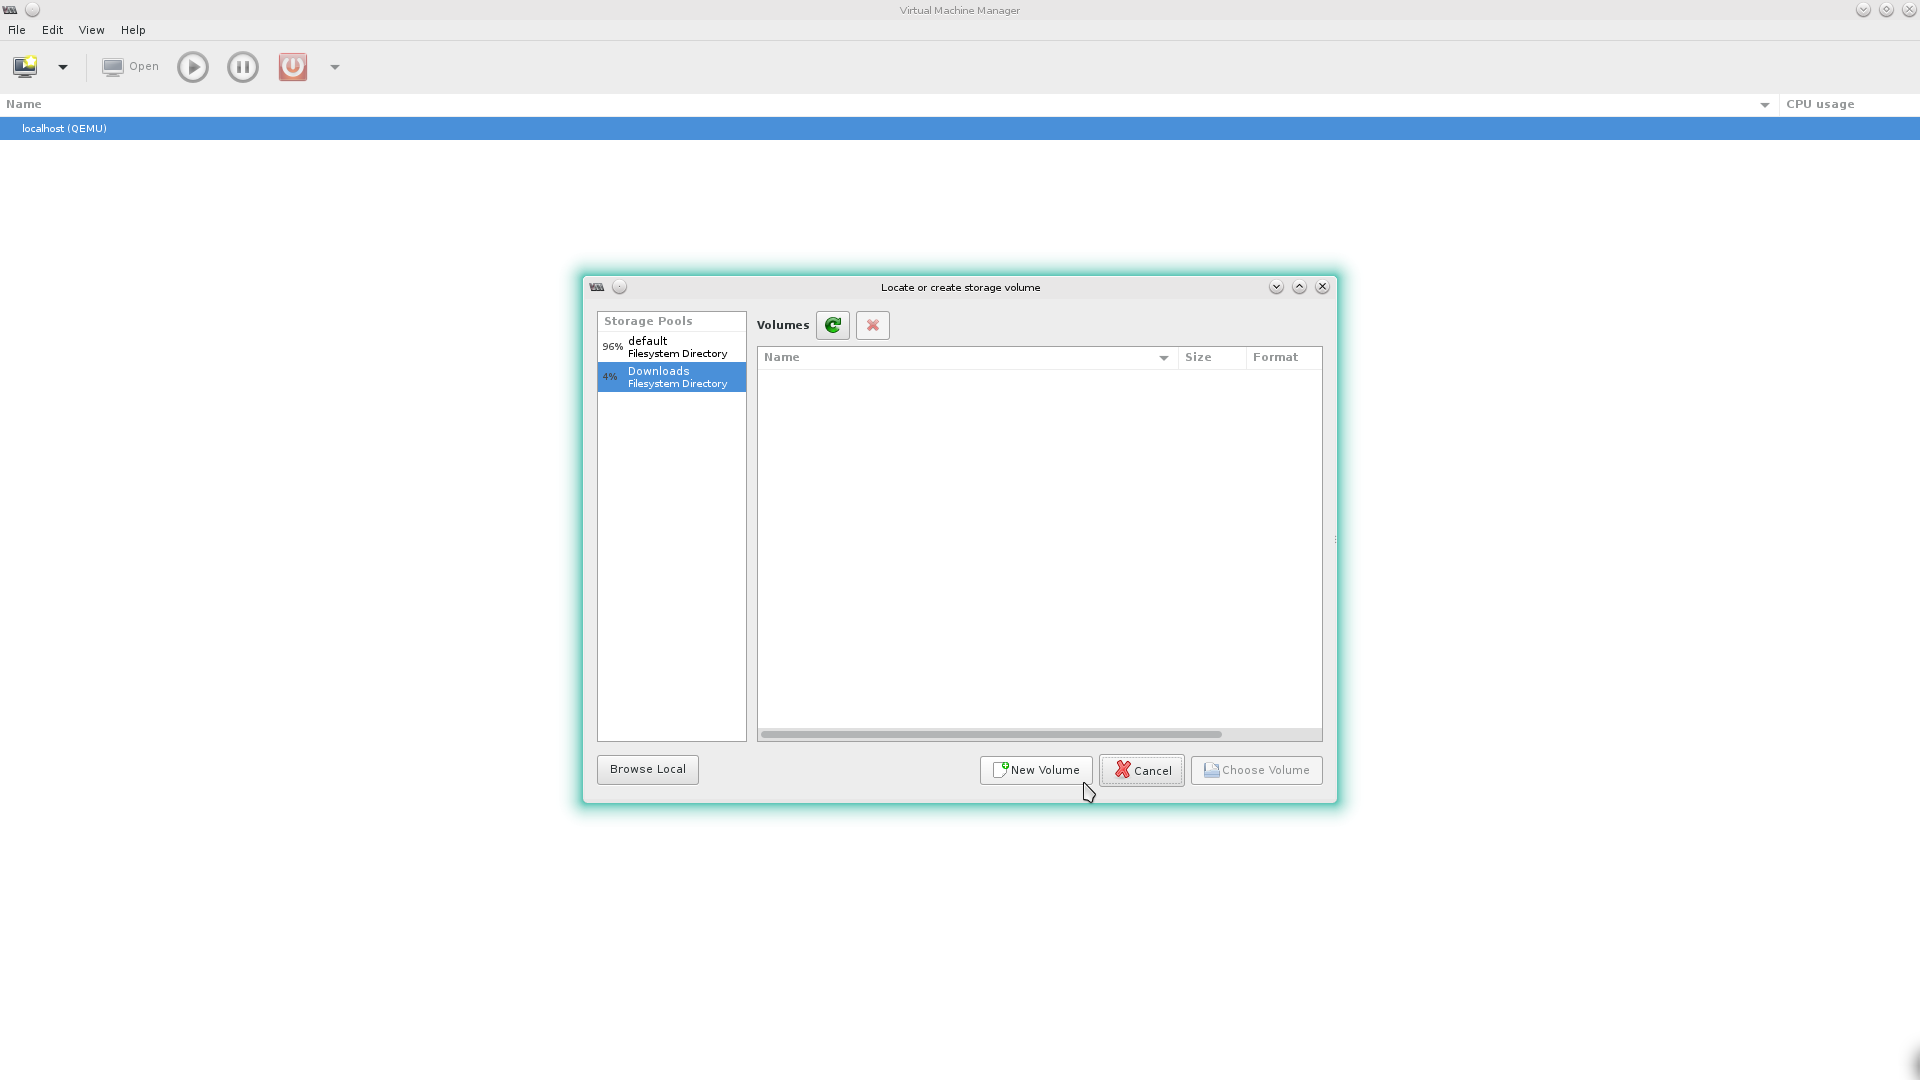 Virtual Machine Manager
File Edit View Help
Open
Name CPU usage
localhost (QEMU)
Locate or create storage volume
Storage Pools
96% default
Filesystem Directory
4% Downloads
Filesystem Directory
Volumes
Name Size Format
Browse Local New Volume Cancel Choose Volume